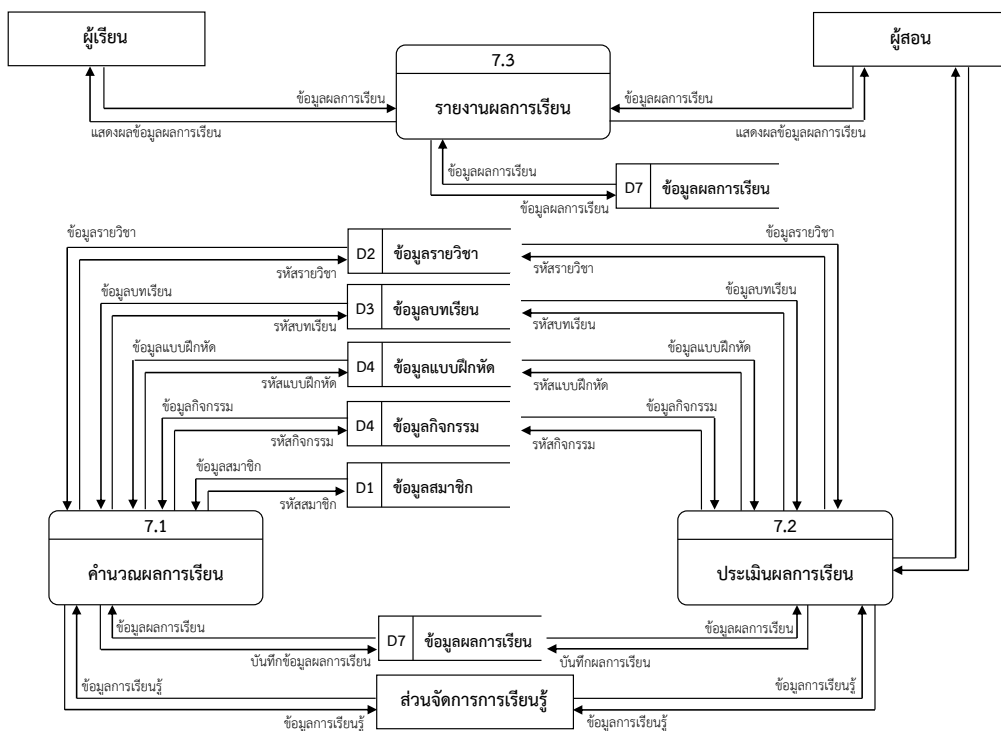 ผู้เรียน
ผู้สอน
7.3
รายงานผลการเรียน
ข้อมูลผลการเรียน
แสดงผลข้อมูลผลการเรียน
ข้อมูลผลการเรียน
แสดงผลข้อมูลผลการเรียน
ข้อมูลผลการเรียน
D7 ข้อมูลผลการเรียน
ข้อมูลผลการเรียน
ข้อมูลรายวิชา
D2 ข้อมูลรายวิชา
ข้อมูลรายวิชา
รหัสรายวิชา
รหัสรายวิชา
ข้อมูลบทเรียน
D3 ข้อมูลบทเรียน
ข้อมูลบทเรียน
รหัสบทเรียน
รหัสบทเรียน
ข้อมูลแบบฝึกหัด
D4 ข้อมูลแบบฝึกหัด
ข้อมูลแบบฝึกหัด
รหัสแบบฝึกหัด
รหัสแบบฝึกหัด
ข้อมูลกิจกรรม
D4 ข้อมูลกิจกรรม
ข้อมูลกิจกรรม
รหัสกิจกรรม
รหัสกิจกรรม
ข้อมูลสมาชิก
D1 ข้อมูลสมาชิก
รหัสสมาชิก
7.1
คำนวณผลการเรียน
7.2
ประเมินผลการเรียน
ข้อมูลผลการเรียน
D7 ข้อมูลผลการเรียน
ข้อมูลผลการเรียน
บันทึกข้อมูลผลการเรียน
บันทึกผลการเรียน
ข้อมูลการเรียนรู้
ส่วนจัดการการเรียนรู้
ข้อมูลการเรียนรู้
ข้อมูลการเรียนรู้
ข้อมูลการเรียนรู้